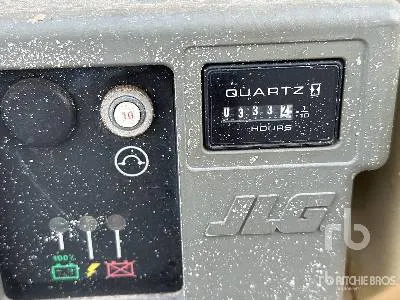 QUARTZ
0333 1/10
HOURS
10
JLG
100%
rb
RITCHIE BROS